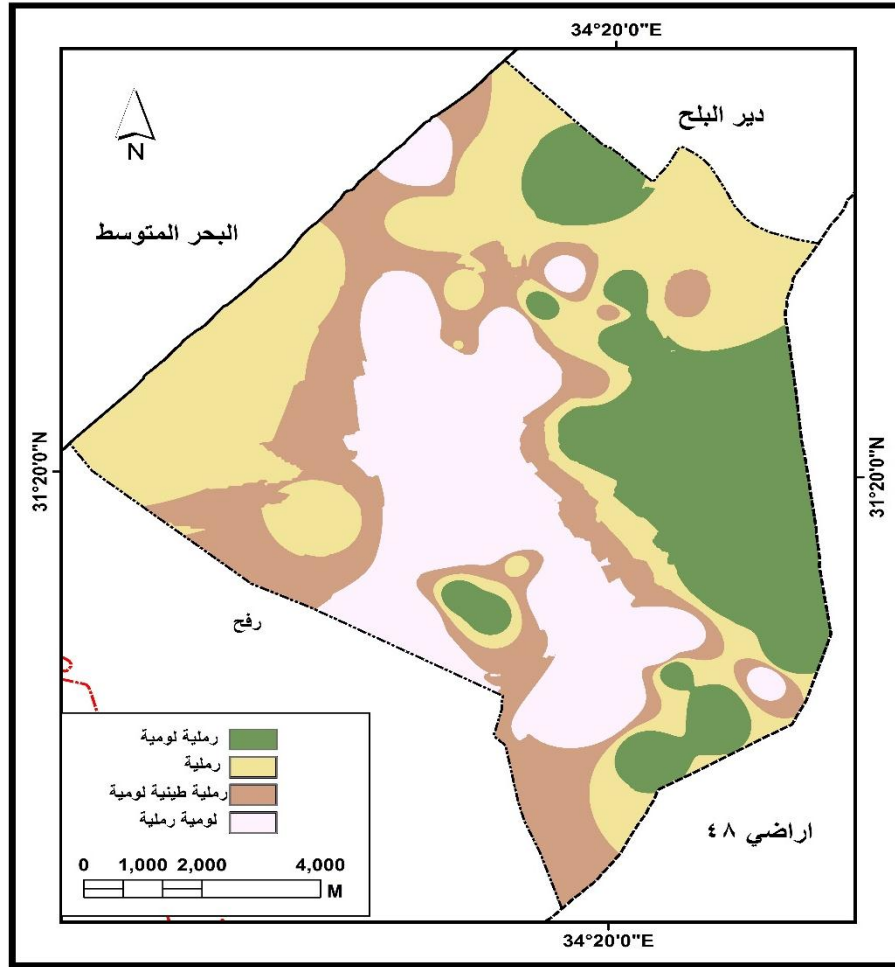 34°20'0"E
دير البلح
N
البحر المتوسط
31°20'0"N
31°20'0"N
رفح
رملية لومية
رملية
رملية طينية لومية
لومية رملية
0 1,000 2,000 4,000
M
اراضي ٤٨
34°20'0"E